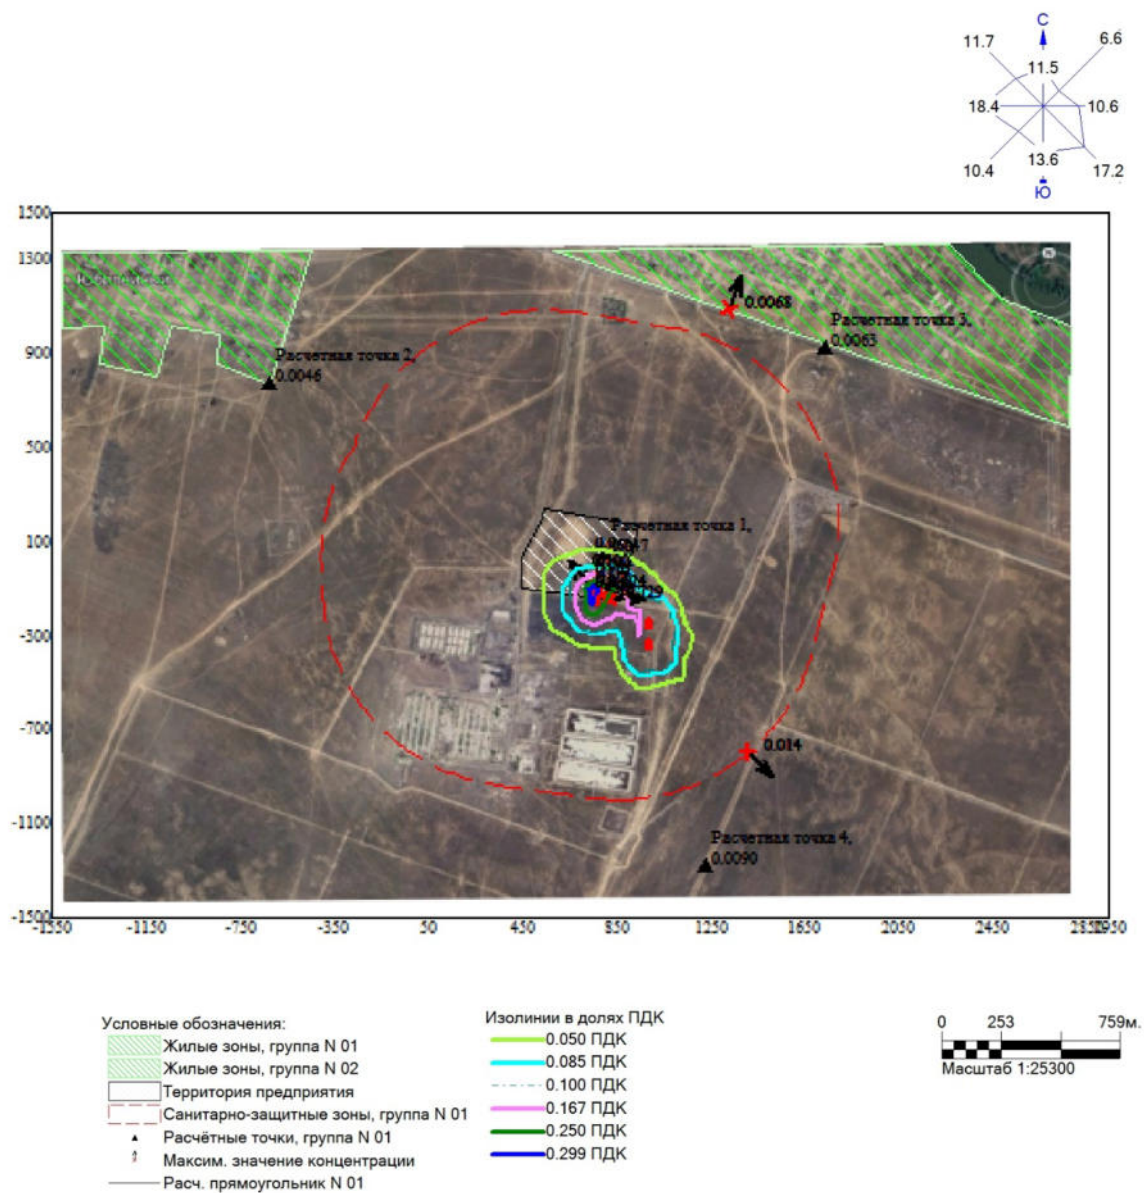 С
11.7
6.6
11.5
18.4
10.6
13.6
10.4
17.2
Ю
1500
1300
900
500
100
-300
-700
-1100
-1500
0.0068
Расчетная точка 3,
0.0063
Расчетная точка 2,
0.0046
Расчетная точка 1,
0.014
Расчетная точка 4,
0.0090
-1550 -1150 -750 -350 50 450 850 1250 1650 2050 2450 2850 2950
Условные обозначения:
Жилые зоны, группа N 01
Жилые зоны, группа N 02
Территория предприятия
Санитарно-защитные зоны, группа N 01
Расчётные точки, группа N 01
Максим. значение концентрации
Расч. прямоугольник N 01
Изолинии в долях ПДК
0.050 ПДК
0.085 ПДК
0.100 ПДК
0.167 ПДК
0.250 ПДК
0.299 ПДК
0 253 759м.
Масштаб 1:25300